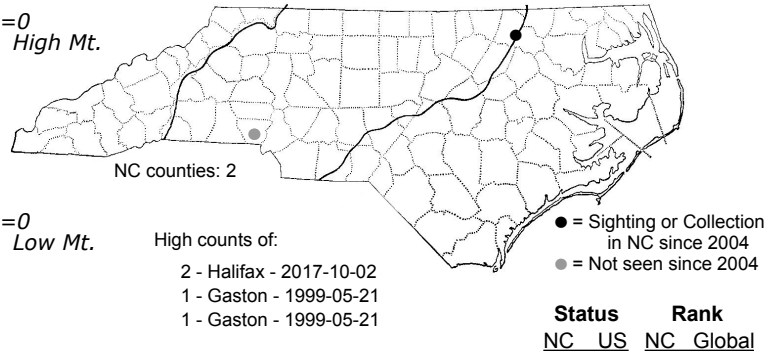 =0
High Mt.
NC counties: 2
=0
Low Mt.
High counts of:
2 - Halifax - 2017-10-02
1 - Gaston - 1999-05-21
1 - Gaston - 1999-05-21
= Sighting or Collection
in NC since 2004
= Not seen since 2004
Status Rank
NC US NC Global